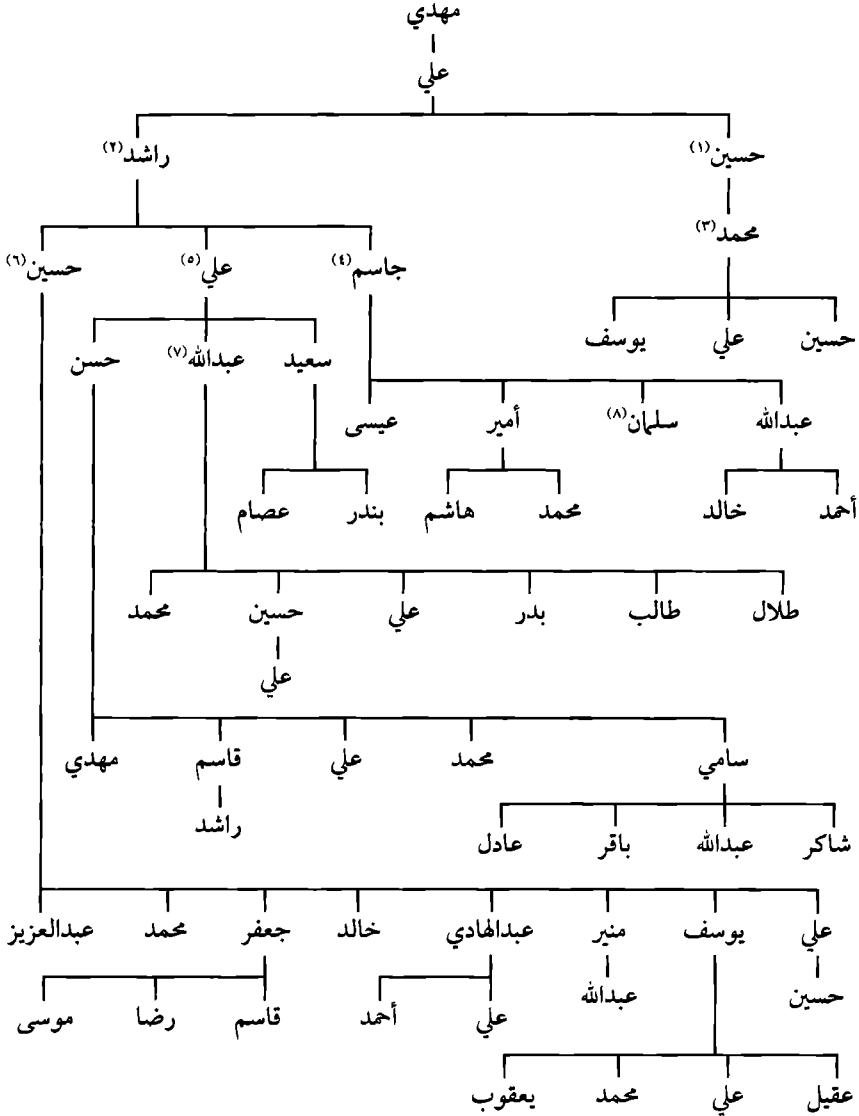 مهدي
علي
حسين(١) راشد(٢)
محمد(٣)
جاسم(٤) علي(٥) حسين(٦)
حسين علي يوسف
سعيد عبدالله(٧) حسن
عبدالله سلمان(٨) أمير عيسى
أحمد خالد محمد هاشم بندر عصام
طلال طالب بدر علي حسين محمد
علي
سامي محمد علي قاسم مهدي
راشد
شاكر عبدالله باقر عادل
علي يوسف منير عبدالهادي خالد جعفر محمد عبدالعزيز
حسين عبدالله علي أحمد قاسم رضا موسى
عقيل علي محمد يعقوب